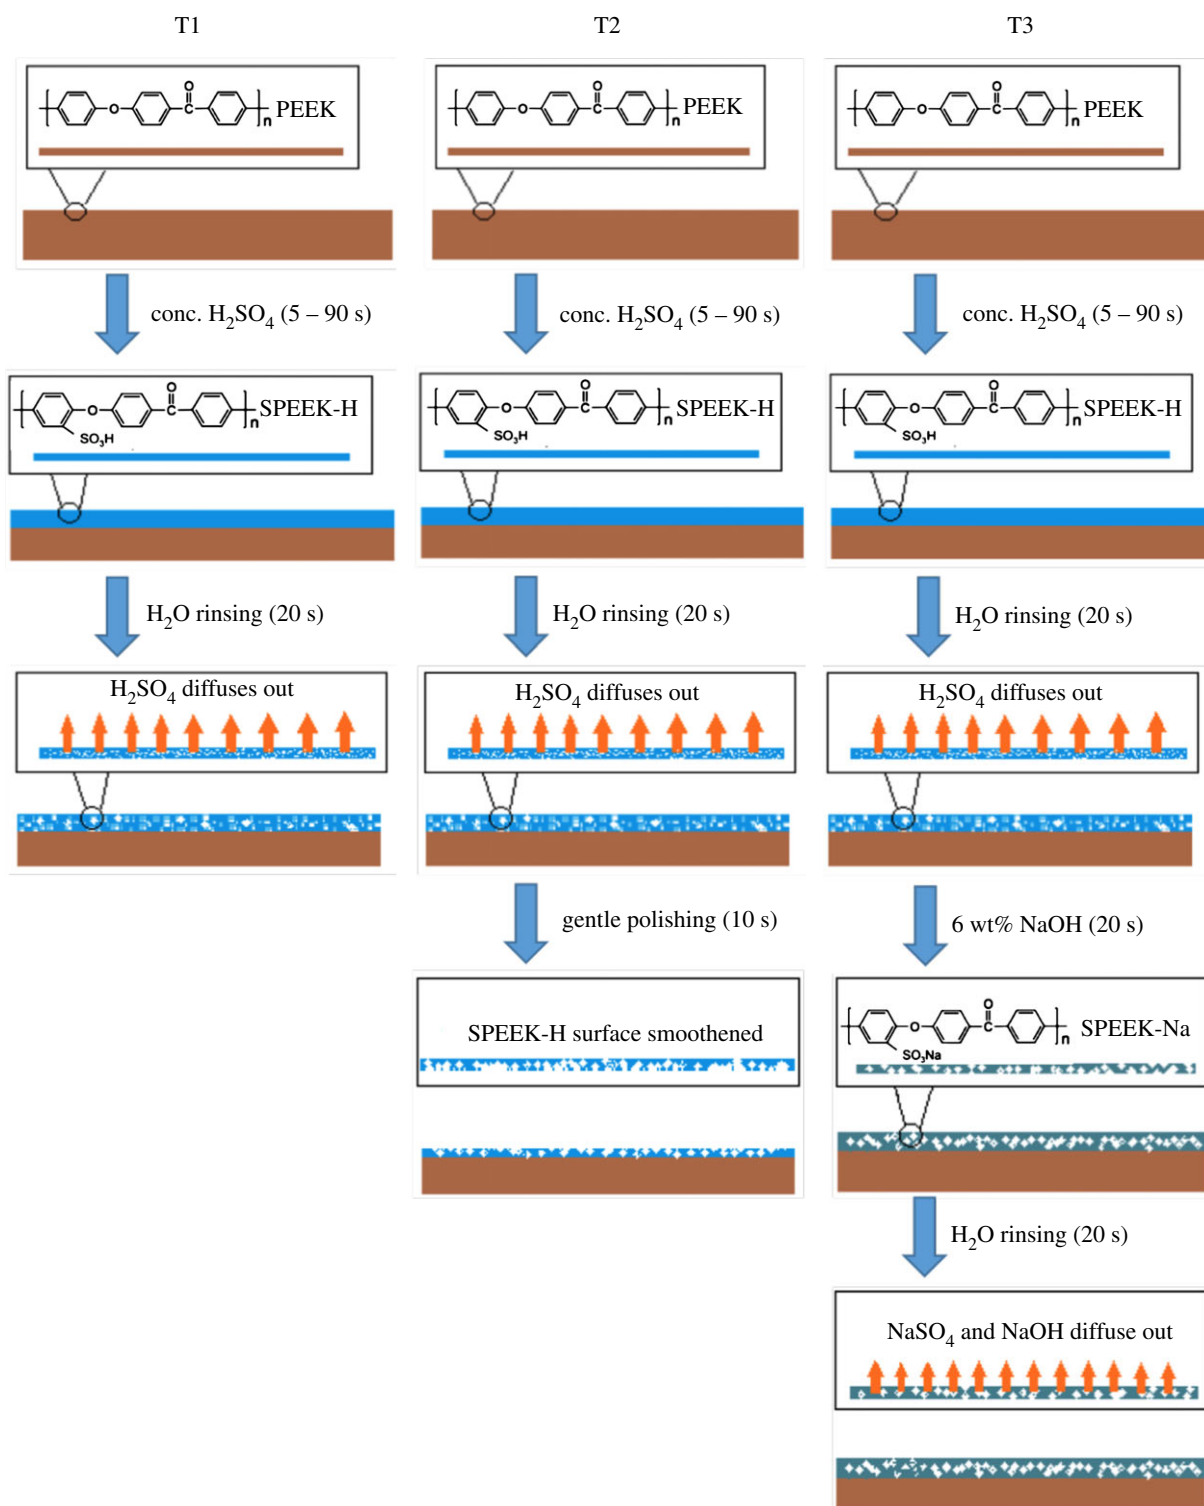 T1 T2 T3
O O O
O C PEEK O C PEEK O C PEEK
n n n
conc. H₂SO₄ (5 – 90 s) conc. H₂SO₄ (5 – 90 s) conc. H₂SO₄ (5 – 90 s)
O O O
O C SPEEK-H O C SPEEK-H O C SPEEK-H
n n n
SO₃H SO₃H SO₃H
H₂O rinsing (20 s) H₂O rinsing (20 s) H₂O rinsing (20 s)
H₂SO₄ diffuses out H₂SO₄ diffuses out H₂SO₄ diffuses out
gentle polishing (10 s) 6 wt% NaOH (20 s)
O
SPEEK-H surface smoothened O C SPEEK-Na
n
SO₃Na
H₂O rinsing (20 s)
NaSO₄ and NaOH diffuse out